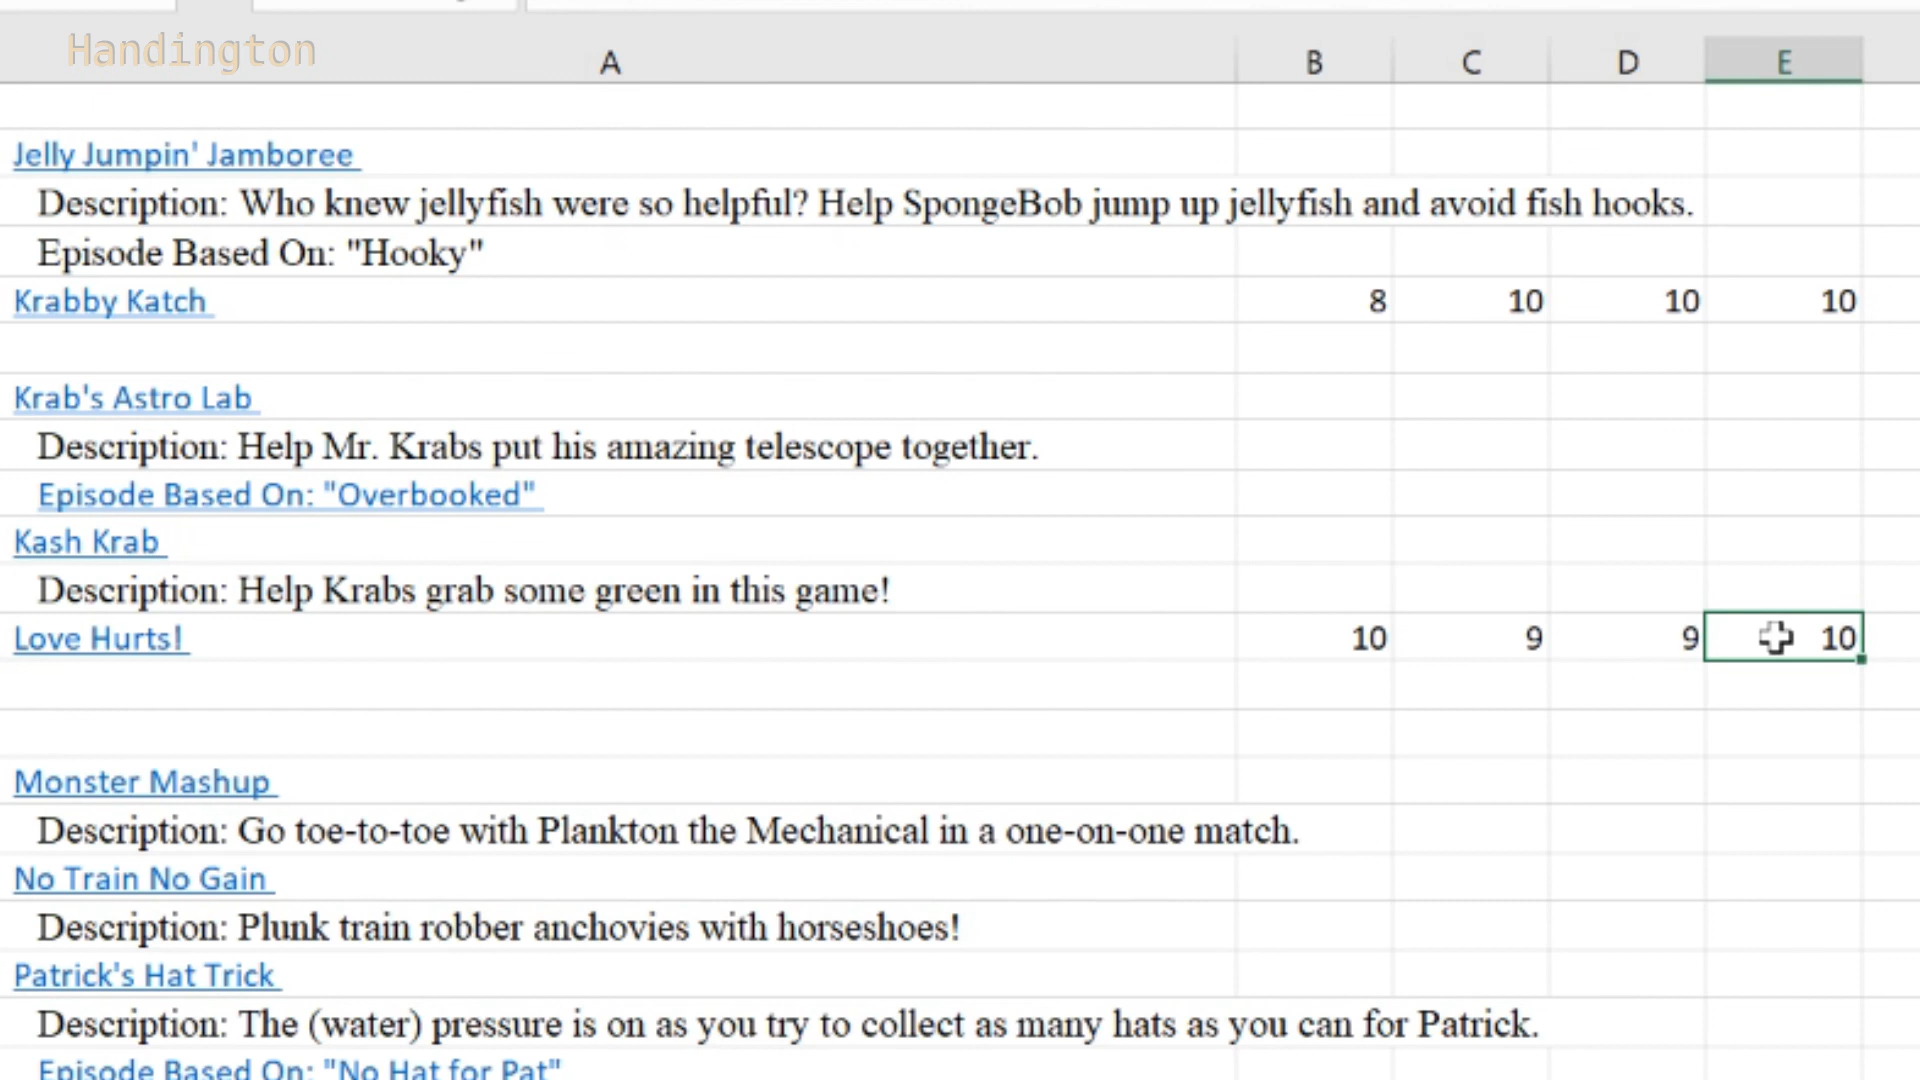 Handington
A B C D E
Jelly Jumpin' Jamboree
Description: Who knew jellyfish were so helpful? Help SpongeBob jump up jellyfish and avoid fish hooks.
Episode Based On: "Hooky"
Krabby Katch 8 10 10 10
Krab's Astro Lab
Description: Help Mr. Krabs put his amazing telescope together.
Episode Based On: "Overbooked"
Kash Krab
Description: Help Krabs grab some green in this game!
Love Hurts! 10 9 9 10
Monster Mashup
Description: Go toe-to-toe with Plankton the Mechanical in a one-on-one match.
No Train No Gain
Description: Plunk train robber anchovies with horseshoes!
Patrick's Hat Trick
Description: The (water) pressure is on as you try to collect as many hats as you can for Patrick.
Episode Based On: "No Hat for Pat"